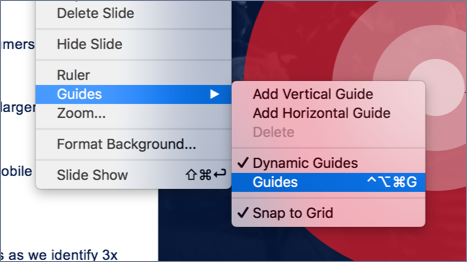 Delete Slide
mers
Hide Slide
Ruler
Guides
larger
Zoom...
Format Background...
obile
Slide Show ⇧⌘↩
s as we identify 3x
Add Vertical Guide
Add Horizontal Guide
Delete
✓ Dynamic Guides
Guides ^⌥⌘G
✓ Snap to Grid